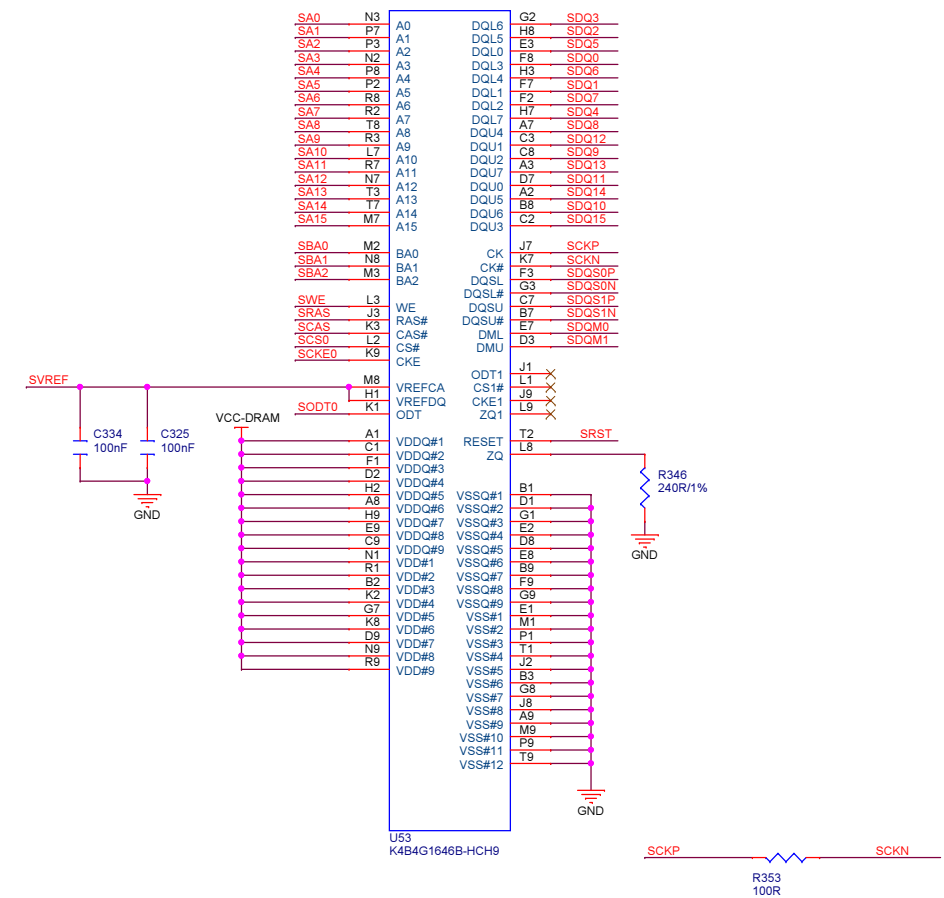 SA0 N3 A0 DQL6 G2 SDQ3
SA1 P7 A1 DQL5 H8 SDQ2
SA2 P3 A2 DQL0 E3 SDQ5
SA3 N2 A3 DQL3 F8 SDQ0
SA4 P8 A4 DQL4 H3 SDQ6
SA5 P2 A5 DQL1 F7 SDQ1
SA6 R8 A6 DQL2 F2 SDQ7
SA7 R2 A7 DQL7 H7 SDQ4
SA8 T8 A8 DQU4 A7 SDQ8
SA9 R3 A9 DQU1 C3 SDQ12
SA10 L7 A10 DQU2 C8 SDQ9
SA11 R7 A11 DQU7 A3 SDQ13
SA12 N7 A12 DQU0 D7 SDQ11
SA13 T3 A13 DQU5 A2 SDQ14
SA14 T7 A14 DQU6 B8 SDQ10
SA15 M7 A15 DQU3 C2 SDQ15
SBA0 M2 BA0 CK J7 SCKP
SBA1 N8 BA1 CK# K7 SCKN
SBA2 M3 BA2 DQSL F3 SDQS0P
DQSL# G3 SDQS0N
SWE L3 WE DQSU C7 SDQS1P
SRAS J3 RAS# DQSU# B7 SDQS1N
SCAS K3 CAS# DML E7 SDQM0
SCS0 L2 CS# DMU D3 SDQM1
SCKE0 K9 CKE
ODT1 J1
SVREF M8 VREFCA CS1# L1
H1 VREFDQ CKE1 J9
SODT0 K1 ODT ZQ1 L9
VCC-DRAM
C334
100nF
C325
100nF
GND
A1 VDDQ#1 RESET T2 SRST
C1 VDDQ#2 ZQ L8
F1 VDDQ#3
D2 VDDQ#4
R346
240R/1%
GND
H2 VDDQ#5 VSSQ#1 B1
A8 VDDQ#6 VSSQ#2 D1
H9 VDDQ#7 VSSQ#3 G1
E9 VDDQ#8 VSSQ#4 E2
C9 VDDQ#9 VSSQ#5 D8
N1 VDD#1 VSSQ#6 E8
R1 VDD#2 VSSQ#7 B9
B2 VDD#3 VSSQ#8 F9
K2 VDD#4 VSSQ#9 G9
G7 VDD#5 VSS#1 E1
K8 VDD#6 VSS#2 M1
D9 VDD#7 VSS#3 P1
N9 VDD#8 VSS#4 T1
R9 VDD#9 VSS#5 J2
VSS#6 B3
VSS#7 G8
VSS#8 J8
VSS#9 A9
VSS#10 M9
VSS#11 P9
VSS#12 T9
GND
U53
K4B4G1646B-HCH9
SCKP SCKN
R353
100R